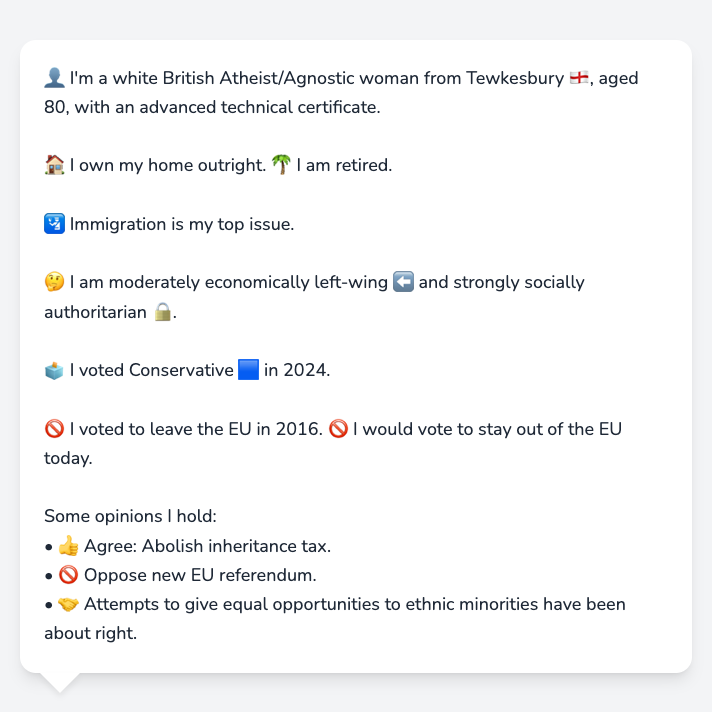 👤 I'm a white British Atheist/Agnostic woman from Tewkesbury 🏴󠁧󠁢󠁥󠁮󠁧󠁿, aged
80, with an advanced technical certificate.
🏠 I own my home outright. 🌴 I am retired.
🛂 Immigration is my top issue.
🤔 I am moderately economically left-wing ⬅️ and strongly socially
authoritarian 🔒.
🗳️ I voted Conservative 🟦 in 2024.
🚫 I voted to leave the EU in 2016. 🚫 I would vote to stay out of the EU
today.
Some opinions I hold:
• 👍 Agree: Abolish inheritance tax.
• 🚫 Oppose new EU referendum.
• 🤝 Attempts to give equal opportunities to ethnic minorities have been
about right.